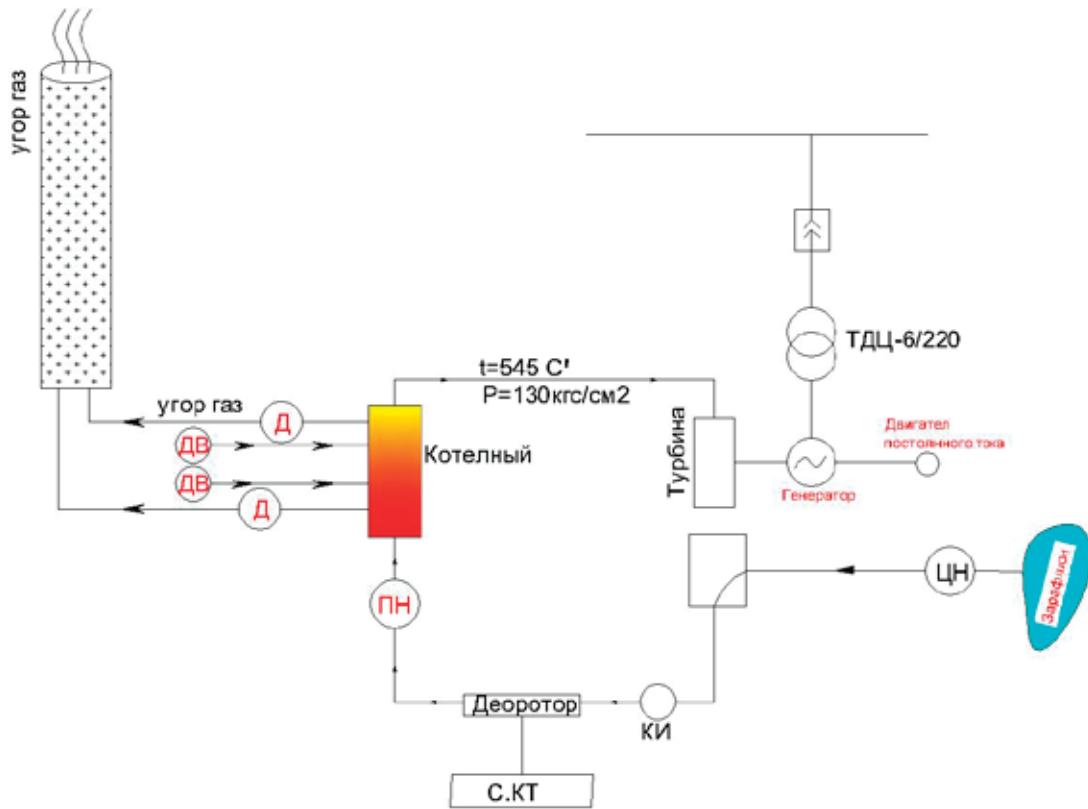 угор газ
ТДЦ-6/220
t=545 C'
P=130кгс/см2
угор газ
Д
ДВ
ДВ
Д
Котелный
Турбина
Двигател
постоянного тока
Генератор
ЦН
Зарафшан
ПН
Деоротор
КИ
С.КТ